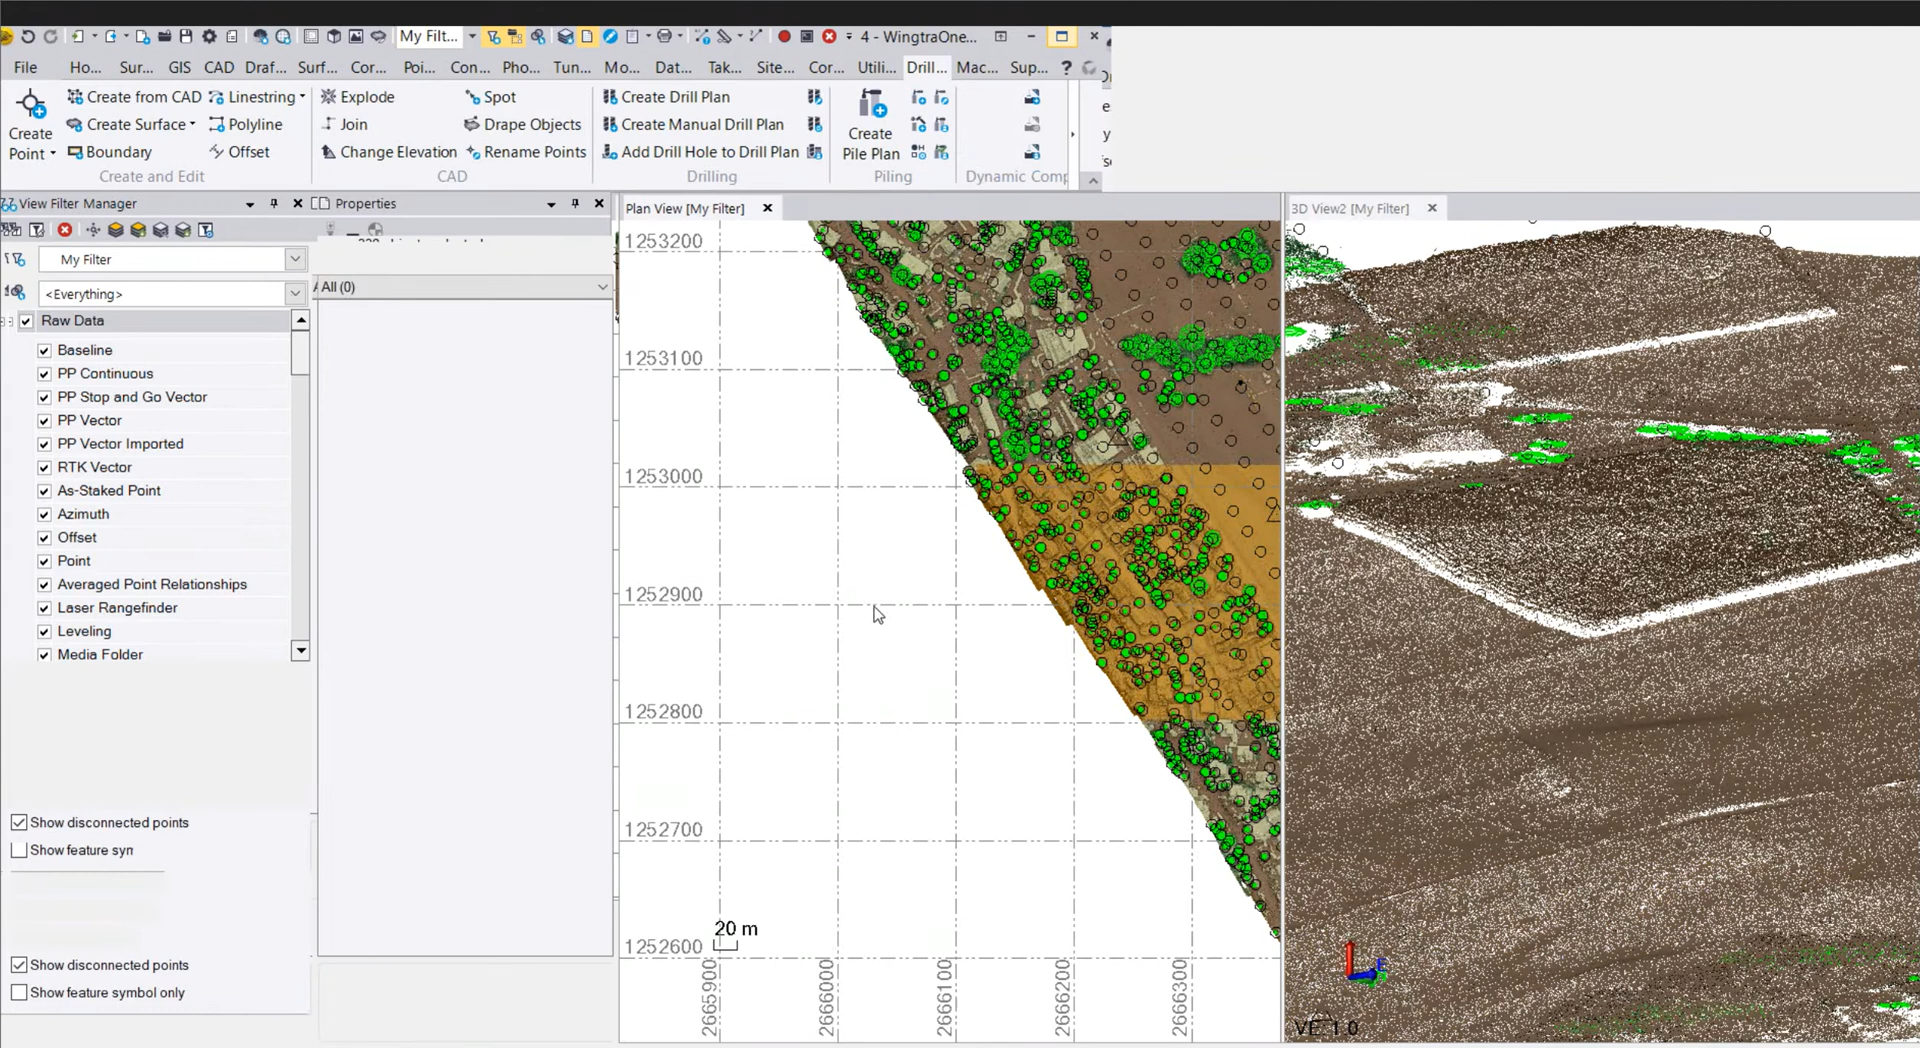 My Filt...
4 - WingtraOne...
File
Ho...
Sur...
GIS
CAD
Draf...
Surf...
Cor...
Poi...
Con...
Pho...
Tun...
Mo...
Dat...
Tak...
Site...
Cor...
Utili...
Drill...
Mac...
Sup...
?
Create Point
Create from CAD
Create Surface
Boundary
Linestring
Polyline
Offset
Create and Edit
Explode
Join
Change Elevation
Spot
Drape Objects
Rename Points
CAD
Create Drill Plan
Create Manual Drill Plan
Add Drill Hole to Drill Plan
Drilling
Create
Pile Plan
Piling
Dynamic Comp
View Filter Manager
Properties
Plan View [My Filter]
3D View2 [My Filter]
My Filter
<Everything>
All (0)
Raw Data
Baseline
PP Continuous
PP Stop and Go Vector
PP Vector
PP Vector Imported
RTK Vector
As-Staked Point
Azimuth
Offset
Point
Averaged Point Relationships
Laser Rangefinder
Leveling
Media Folder
Show disconnected points
Show feature syn
Show disconnected points
Show feature symbol only
1253200
1253100
1253000
1252900
1252800
1252700
1252600
20 m
2665900
2666000
2666100
2666200
2666300
E
VE 1.0